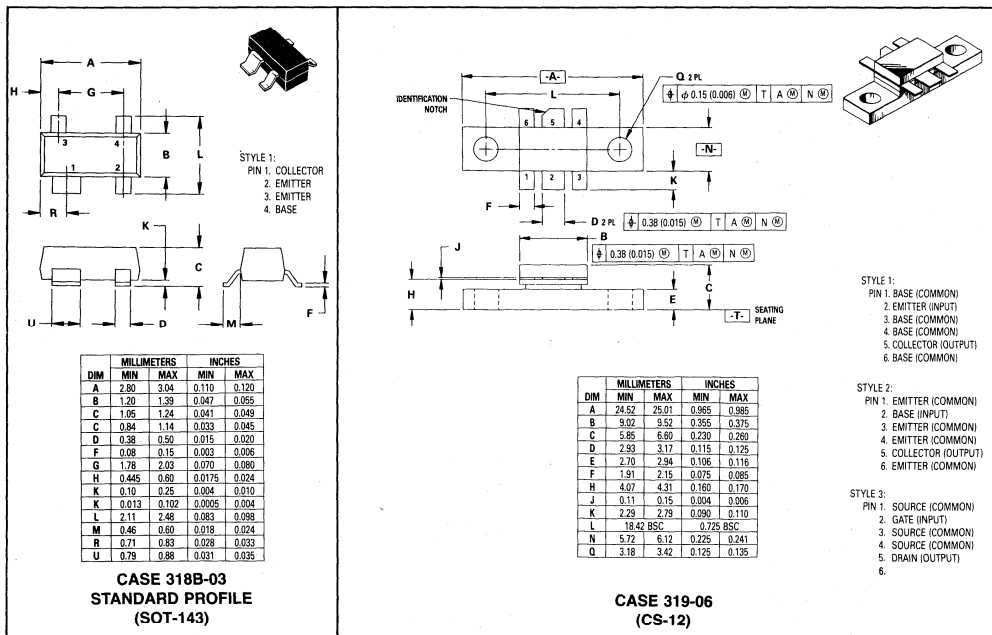 A
H
G
3
4
1
2
B
L
R
STYLE 1:
PIN 1. COLLECTOR
2. EMITTER
3. EMITTER
4. BASE
K
C
U
D
M
F
MILLIMETERS INCHES
DIM MIN MAX MIN MAX
A 2.80 3.04 0.110 0.120
B 1.20 1.39 0.047 0.055
C 1.05 1.24 0.041 0.049
C 0.84 1.14 0.033 0.045
D 0.38 0.50 0.015 0.020
F 0.08 0.15 0.003 0.006
G 1.78 2.03 0.070 0.080
H 0.445 0.60 0.0175 0.024
K 0.10 0.25 0.004 0.010
K 0.013 0.102 0.0005 0.004
L 2.11 2.48 0.083 0.098
M 0.46 0.60 0.018 0.024
R 0.71 0.83 0.028 0.033
U 0.79 0.88 0.031 0.035
CASE 318B-03
STANDARD PROFILE
(SOT-143)
-A-
L
Q 2 PL
⌖ ϕ 0.15 (0.006) Ⓜ T A Ⓜ N Ⓜ
IDENTIFICATION
NOTCH
6 5 4
-N-
1 2 3
K
F
D 2 PL ⌖ 0.38 (0.015) Ⓜ T A Ⓜ N Ⓜ
B
⌖ 0.38 (0.015) Ⓜ T A Ⓜ N Ⓜ
J
H
E
C
-T- SEATING
PLANE
STYLE 1:
PIN 1. BASE (COMMON)
2. EMITTER (INPUT)
3. BASE (COMMON)
4. BASE (COMMON)
5. COLLECTOR (OUTPUT)
6. BASE (COMMON)
STYLE 2:
PIN 1. EMITTER (COMMON)
2. BASE (INPUT)
3. EMITTER (COMMON)
4. EMITTER (COMMON)
5. COLLECTOR (OUTPUT)
6. EMITTER (COMMON)
STYLE 3:
PIN 1. SOURCE (COMMON)
2. GATE (INPUT)
3. SOURCE (COMMON)
4. SOURCE (COMMON)
5. DRAIN (OUTPUT)
6.
MILLIMETERS INCHES
DIM MIN MAX MIN MAX
A 24.52 25.01 0.965 0.985
B 9.02 9.52 0.355 0.375
C 5.85 6.60 0.230 0.260
D 2.93 3.17 0.115 0.125
E 2.70 2.94 0.106 0.116
F 1.91 2.15 0.075 0.085
H 4.07 4.31 0.160 0.170
J 0.11 0.15 0.004 0.006
K 2.29 2.79 0.090 0.110
L 18.42 BSC 0.725 BSC
N 5.72 6.12 0.225 0.241
Q 3.18 3.42 0.125 0.135
CASE 319-06
(CS-12)